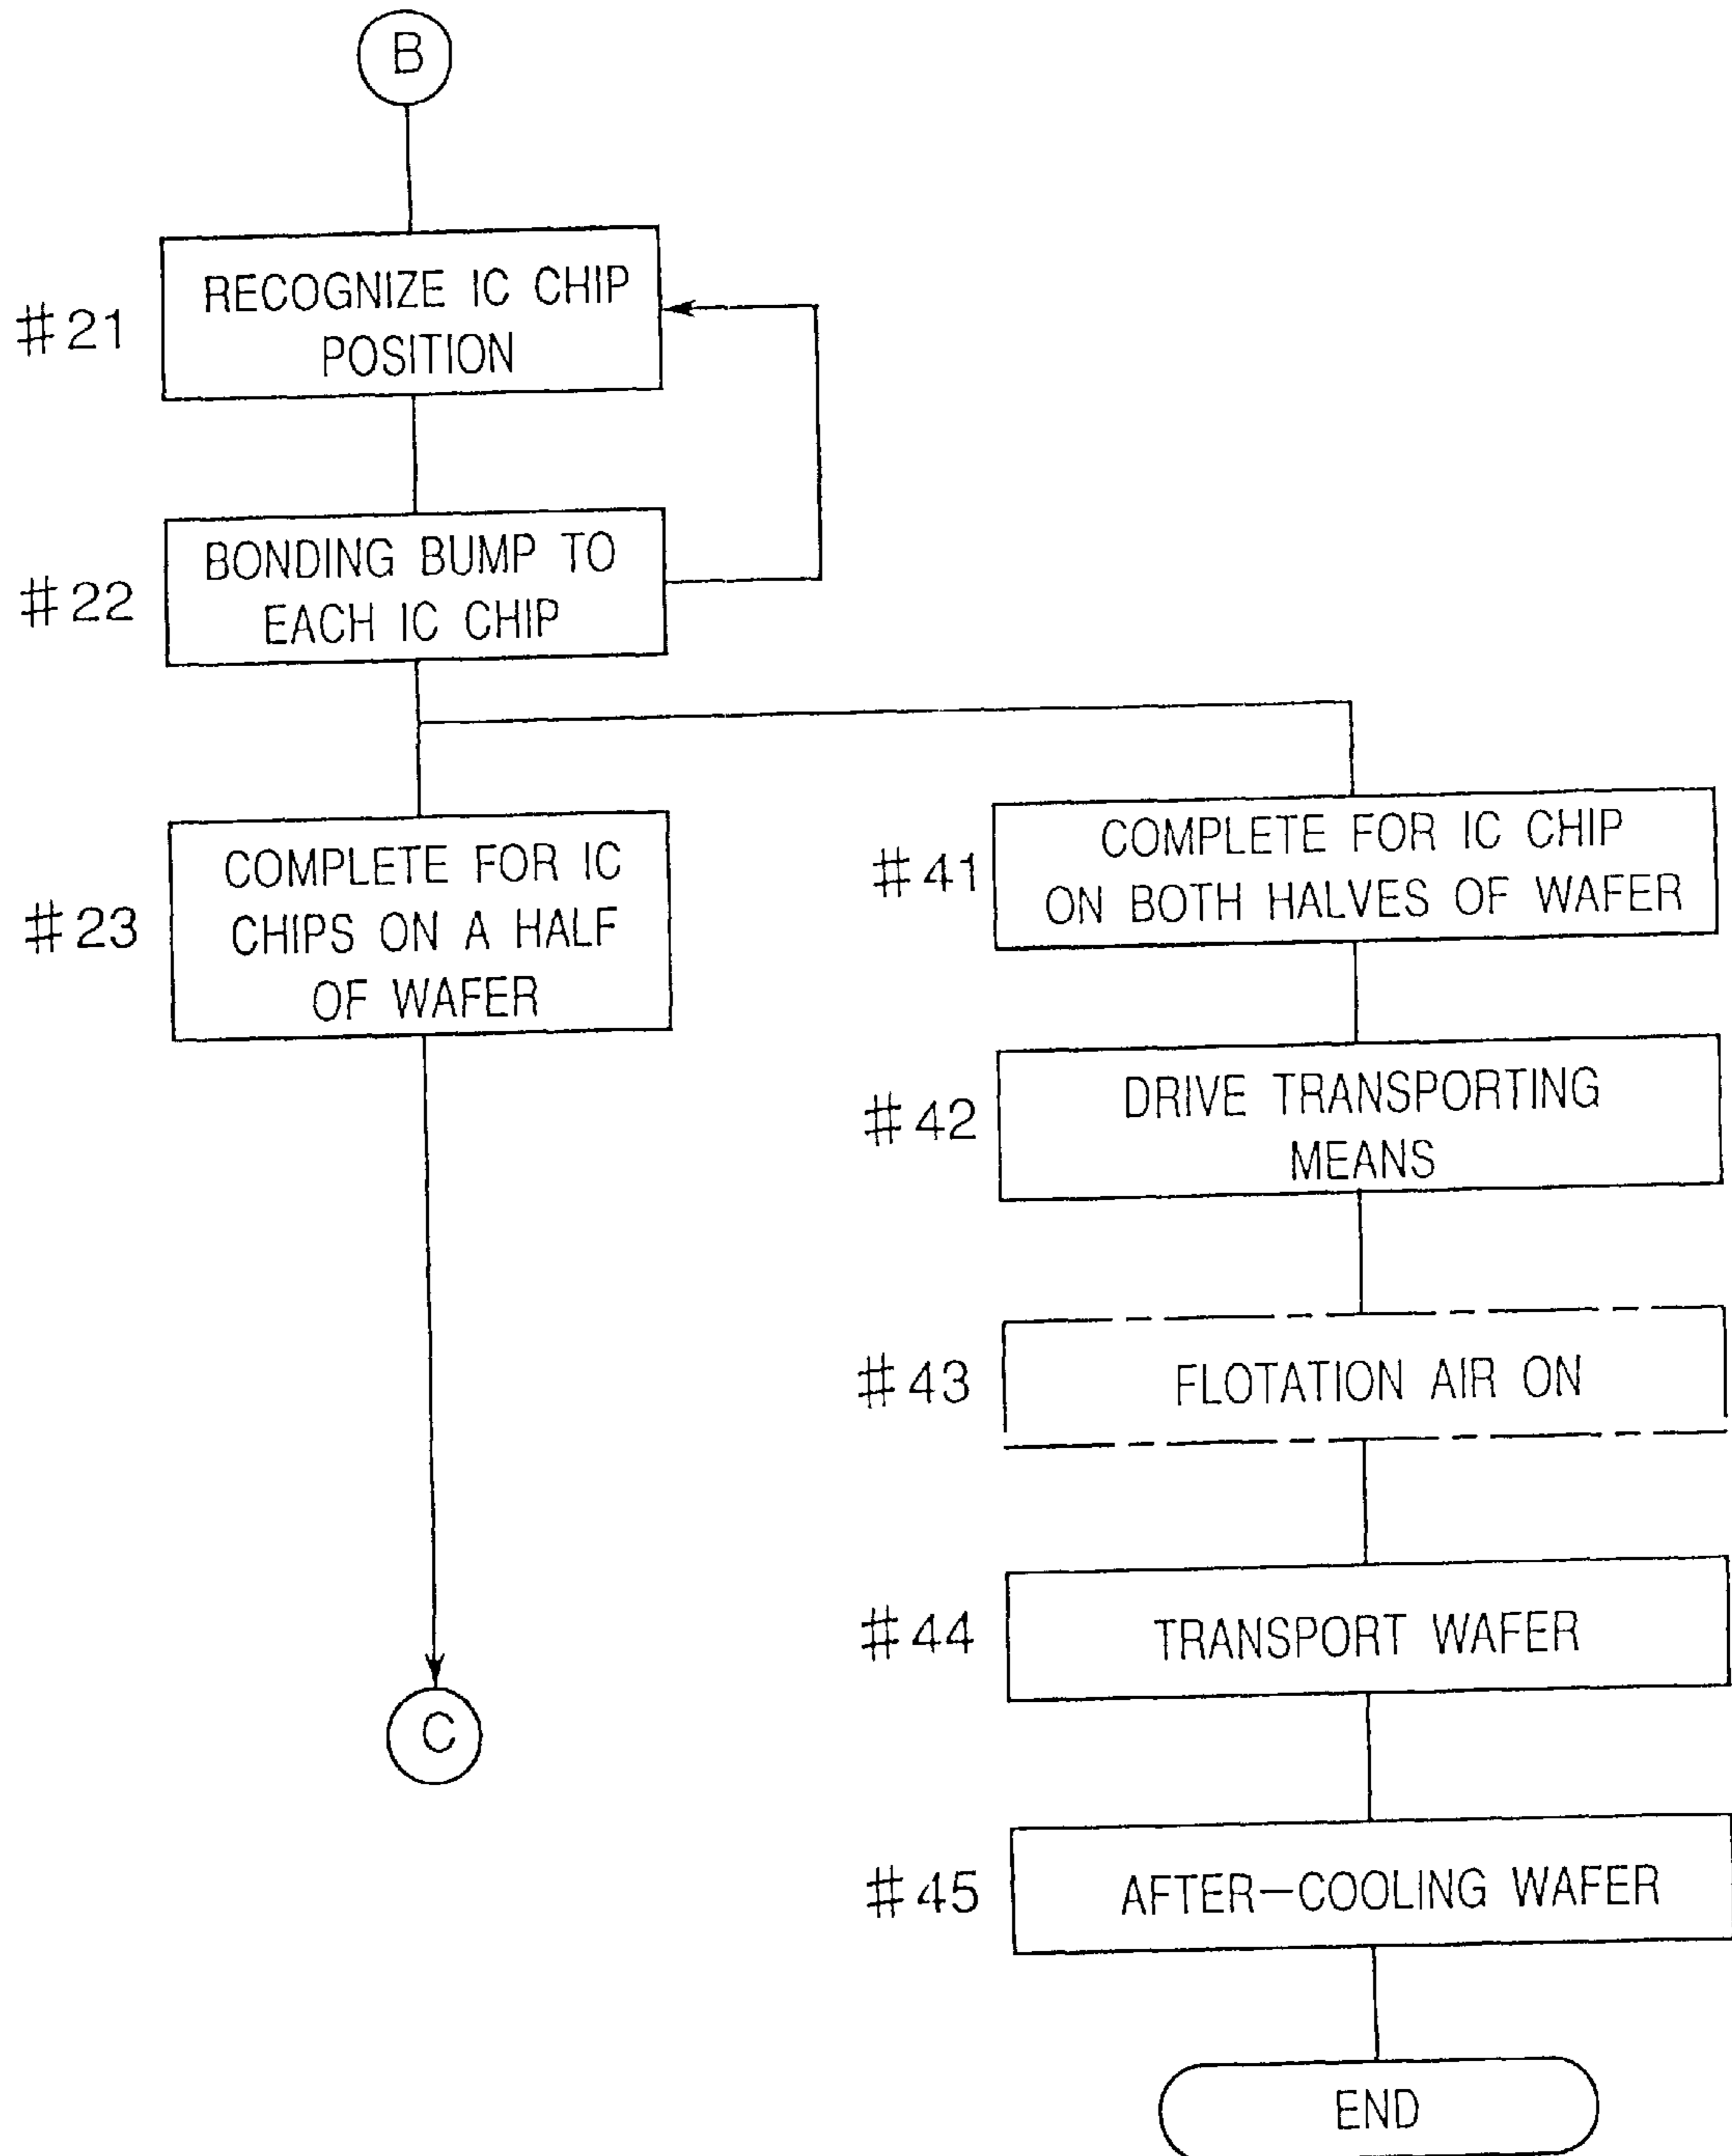 B
#21
RECOGNIZE IC CHIP
POSITION
#22
BONDING BUMP TO
EACH IC CHIP
#23
COMPLETE FOR IC
CHIPS ON A HALF
OF WAFER
C
#41
COMPLETE FOR IC CHIP
ON BOTH HALVES OF WAFER
#42
DRIVE TRANSPORTING
MEANS
#43
FLOTATION AIR ON
#44
TRANSPORT WAFER
#45
AFTER-COOLING WAFER
END